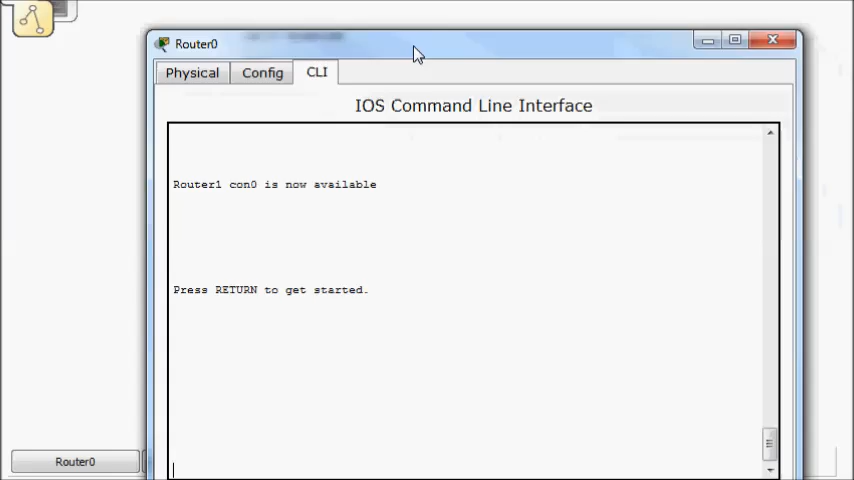 Router0
Physical
Config
CLI
IOS Command Line Interface
Router1 con0 is now available
Press RETURN to get started.
Router0